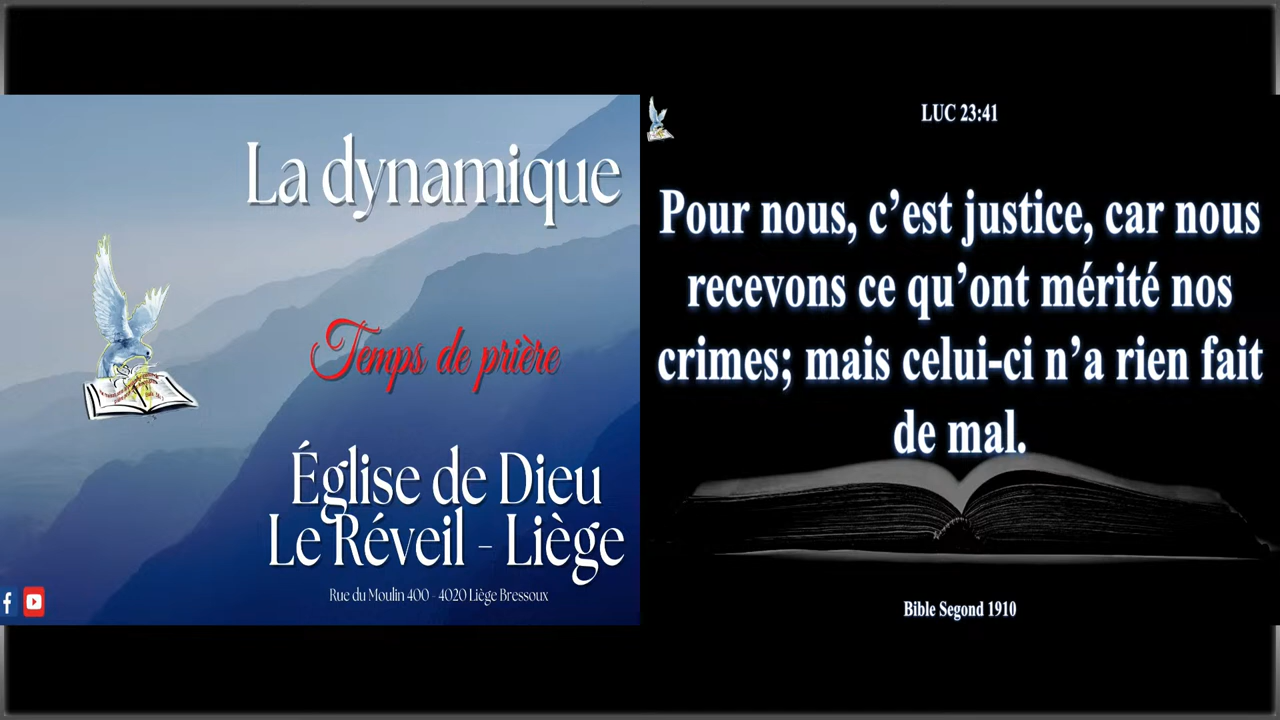 La dynamique
Temps de prière
Église de Dieu
Le Réveil - Liège
Rue du Moulin 400 - 4020 Liège Bressoux
LUC 23:41
Pour nous, c’est justice, car nous
recevons ce qu’ont mérité nos
crimes; mais celui-ci n’a rien fait
de mal.
Bible Segond 1910